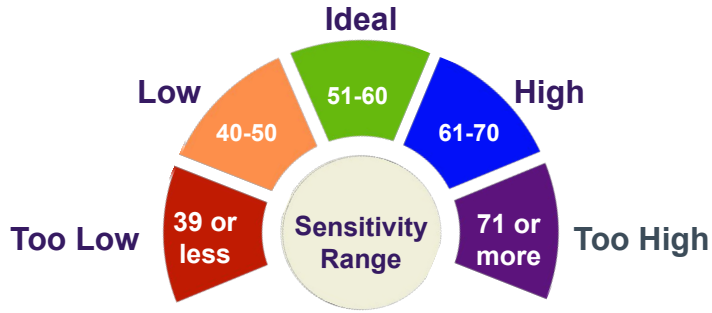 Ideal
Low
High
51-60
40-50
61-70
39 or
less
Sensitivity
Range
71 or
more
Too Low
Too High